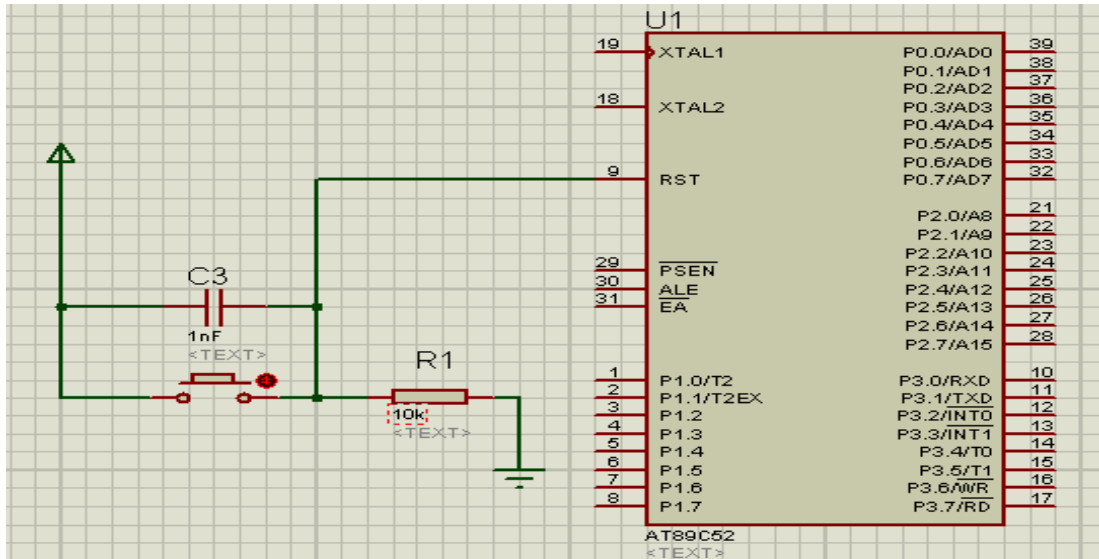 U1
19 XTAL1 P0.0/AD0 39
P0.1/AD1 38
P0.2/AD2 37
18 XTAL2 P0.3/AD3 36
P0.4/AD4 35
P0.5/AD5 34
P0.6/AD6 33
9 RST P0.7/AD7 32
P2.0/A8 21
P2.1/A9 22
P2.2/A10 23
29 PSEN P2.3/A11 24
30 ALE P2.4/A12 25
31 EA P2.5/A13 26
P2.6/A14 27
P2.7/A15 28
1 P1.0/T2 P3.0/RXD 10
2 P1.1/T2EX P3.1/TXD 11
3 P1.2 P3.2/INT0 12
4 P1.3 P3.3/INT1 13
5 P1.4 P3.4/T0 14
6 P1.5 P3.5/T1 15
7 P1.6 P3.6/WR 16
8 P1.7 P3.7/RD 17
AT89C52
<TEXT>
C3
1nF
<TEXT>
R1
10k
<TEXT>